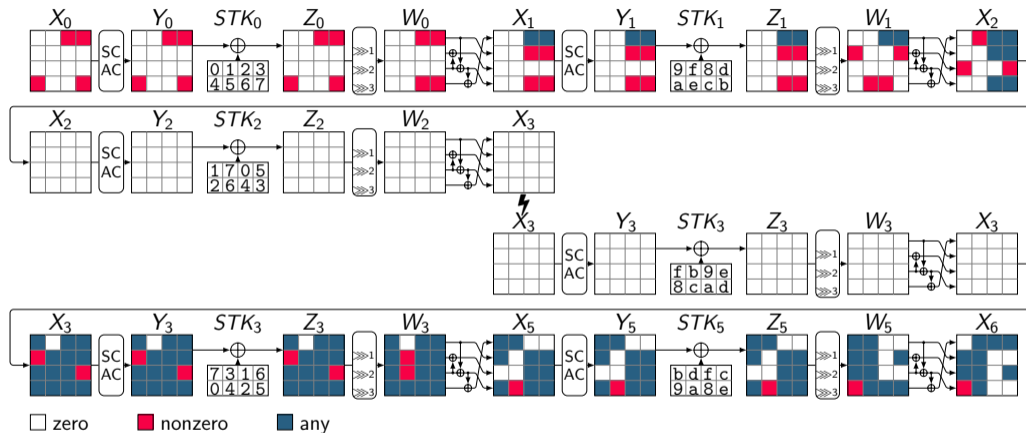 X0 Y0 STK0 Z0 W0 X1 Y1 STK1 Z1 W1 X2
SC AC 0 1 2 3 ⋙1 SC AC 9 f 8 d ⋙1
4 5 6 7 ⋙2 a e c b ⋙2
⋙3 ⋙3
X2 Y2 STK2 Z2 W2 X3
SC AC 1 7 0 5 ⋙1
2 6 4 3 ⋙2
⋙3
X3 Y3 STK3 Z3 W3 X3
SC AC f b 9 e ⋙1
8 c a d ⋙2
⋙3
X3 Y3 STK3 Z3 W3 X5 Y5 STK5 Z5 W5 X6
SC AC 7 3 1 6 ⋙1 SC AC b d f c ⋙1
0 4 2 5 ⋙2 9 a 8 e ⋙2
⋙3 ⋙3
zero nonzero any